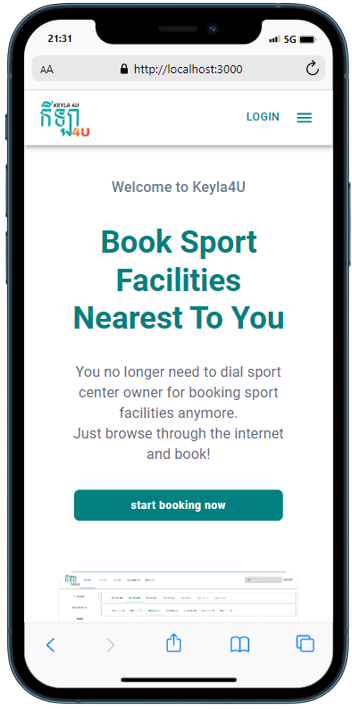 21:31
5G
AA
http://localhost:3000
KEYLA 4U
កីឡា
4U
LOGIN
Welcome to Keyla4U
Book Sport
Facilities
Nearest To You
You no longer need to dial sport
center owner for booking sport
facilities anymore.
Just browse through the internet
and book!
start booking now